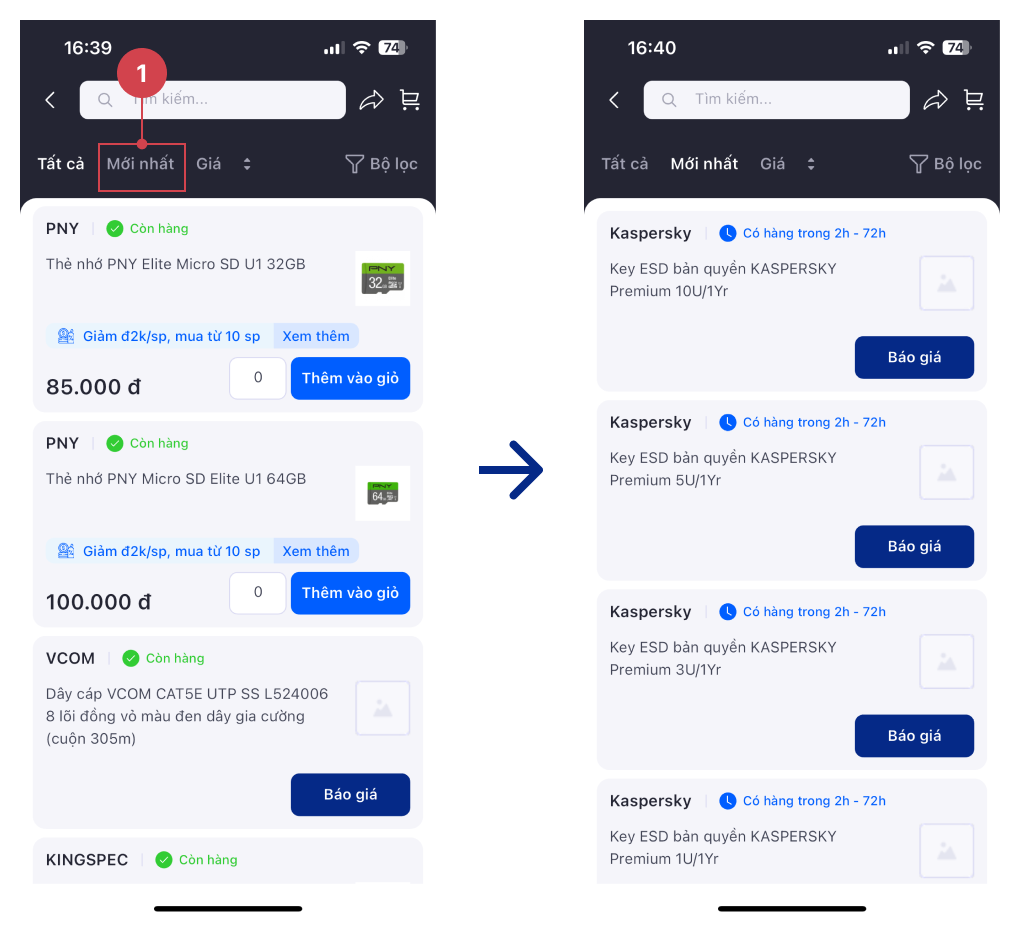 16:39
74
1
Tìm kiếm...
Tất cả
Mới nhất
Giá
Bộ lọc
PNY
Còn hàng
Thẻ nhớ PNY Elite Micro SD U1 32GB
PNY
32GB
Giảm đ2k/sp, mua từ 10 sp
Xem thêm
85.000 đ
0
Thêm vào giỏ
PNY
Còn hàng
Thẻ nhớ PNY Micro SD Elite U1 64GB
PNY
64GB
Giảm đ2k/sp, mua từ 10 sp
Xem thêm
100.000 đ
0
Thêm vào giỏ
VCOM
Còn hàng
Dây cáp VCOM CAT5E UTP SS L524006
8 lõi đồng vỏ màu đen dây gia cường
(cuộn 305m)
Báo giá
KINGSPEC
Còn hàng
16:40
74
Tìm kiếm...
Tất cả
Mới nhất
Giá
Bộ lọc
Kaspersky
Có hàng trong 2h - 72h
Key ESD bản quyền KASPERSKY
Premium 10U/1Yr
Báo giá
Kaspersky
Có hàng trong 2h - 72h
Key ESD bản quyền KASPERSKY
Premium 5U/1Yr
Báo giá
Kaspersky
Có hàng trong 2h - 72h
Key ESD bản quyền KASPERSKY
Premium 3U/1Yr
Báo giá
Kaspersky
Có hàng trong 2h - 72h
Key ESD bản quyền KASPERSKY
Premium 1U/1Yr